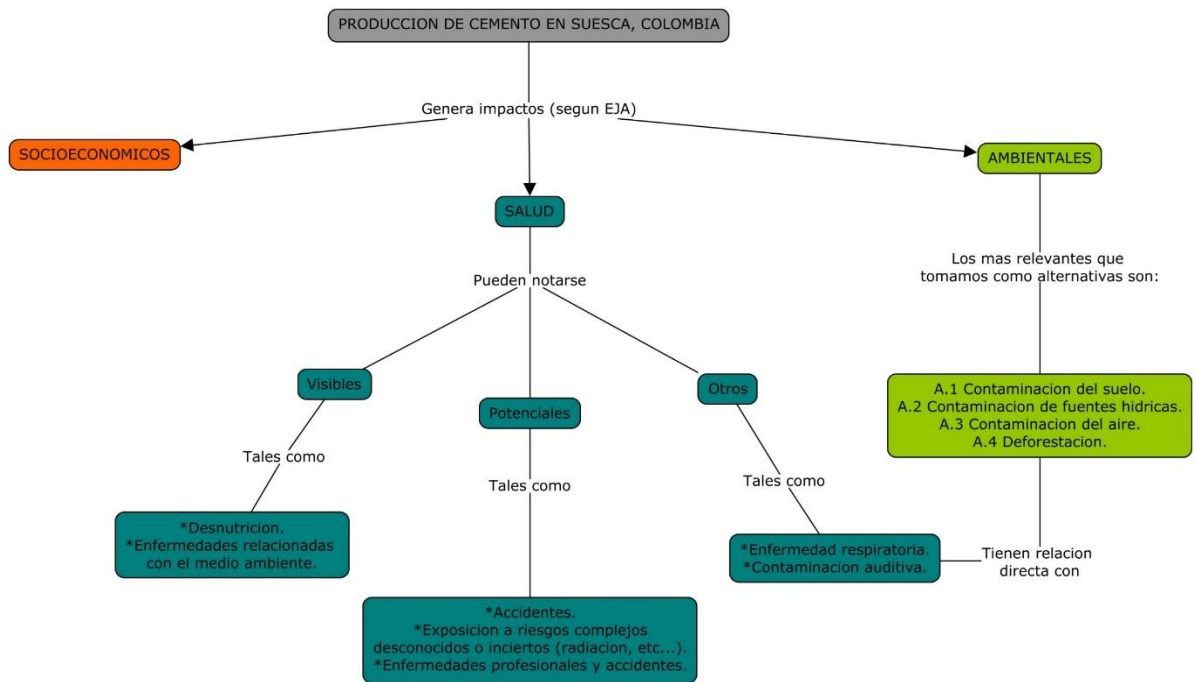 PRODUCCION DE CEMENTO EN SUESCA, COLOMBIA
Genera impactos (segun EJA)
SOCIOECONOMICOS
AMBIENTALES
SALUD
Los mas relevantes que
tomamos como alternativas son:
Pueden notarse
Visibles
Potenciales
Otros
A.1 Contaminacion del suelo.
A.2 Contaminacion de fuentes hidricas.
A.3 Contaminacion del aire.
A.4 Deforestacion.
Tales como
Tales como
Tales como
*Desnutricion.
*Enfermedades relacionadas
con el medio ambiente.
*Enfermedad respiratoria.
*Contaminacion auditiva.
Tienen relacion
directa con
*Accidentes.
*Exposicion a riesgos complejos
desconocidos o inciertos (radiacion, etc...).
*Enfermedades profesionales y accidentes.